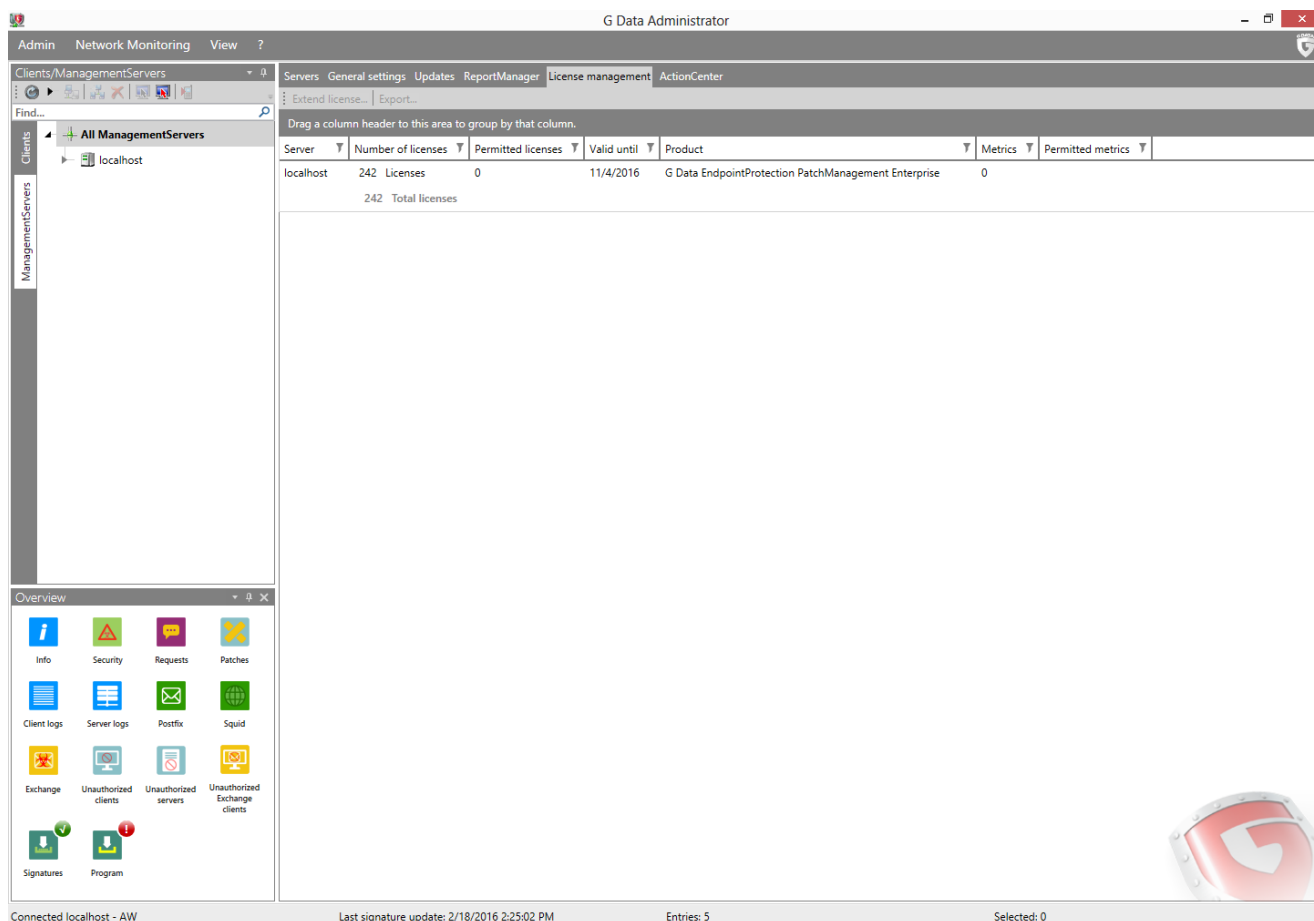 G Data Administrator
Admin Network Monitoring View ?
Clients/ManagementServers
Find...
Clients
ManagementServers
All ManagementServers
localhost
Servers General settings Updates ReportManager License management ActionCenter
Extend license... Export...
Drag a column header to this area to group by that column.
Server Number of licenses Permitted licenses Valid until Product Metrics Permitted metrics
localhost 242 Licenses 0 11/4/2016 G Data EndpointProtection PatchManagement Enterprise 0
242 Total licenses
Overview
Info Security Requests Patches
Client logs Server logs Postfix Squid
Exchange Unauthorized clients Unauthorized servers Unauthorized Exchange clients
Signatures Program
Connected localhost - AW Last signature update: 2/18/2016 2:25:02 PM Entries: 5 Selected: 0